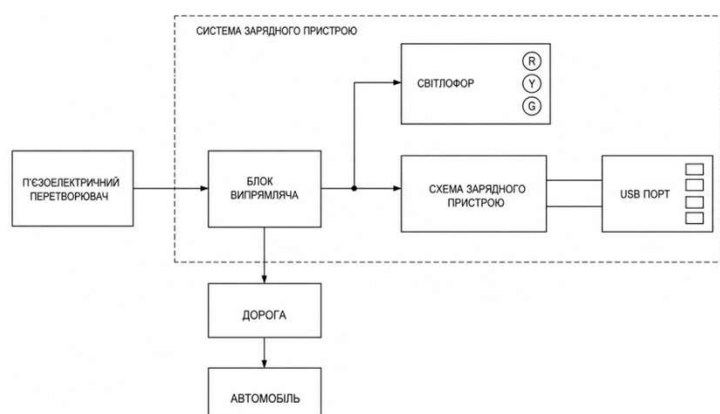 СИСТЕМА ЗАРЯДНОГО ПРИСТРОЮ
СВІТЛОФОР
R
Y
G
П'ЄЗОЕЛЕКТРИЧНИЙ
ПЕРЕТВОРЮВАЧ
БЛОК
ВИПРЯМЛЯЧА
СХЕМА ЗАРЯДНОГО
ПРИСТРОЮ
USB ПОРТ
ДОРОГА
АВТОМОБІЛЬ